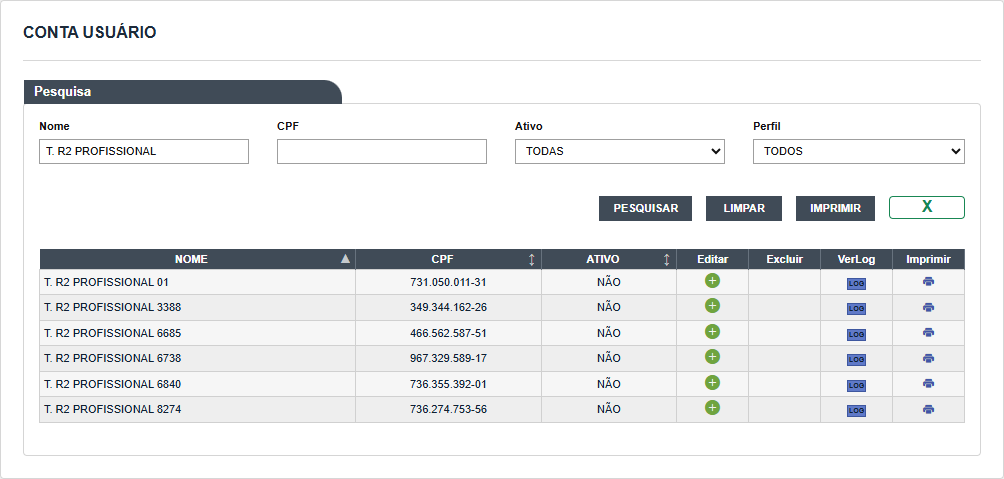 CONTA USUÁRIO
Pesquisa
Nome CPF Ativo Perfil
T. R2 PROFISSIONAL TODAS TODOS
PESQUISAR LIMPAR IMPRIMIR X
NOME CPF ATIVO Editar Excluir VerLog Imprimir
T. R2 PROFISSIONAL 01 731.050.011-31 NÃO LOG
T. R2 PROFISSIONAL 3388 349.344.162-26 NÃO LOG
T. R2 PROFISSIONAL 6685 466.562.587-51 NÃO LOG
T. R2 PROFISSIONAL 6738 967.329.589-17 NÃO LOG
T. R2 PROFISSIONAL 6840 736.355.392-01 NÃO LOG
T. R2 PROFISSIONAL 8274 736.274.753-56 NÃO LOG